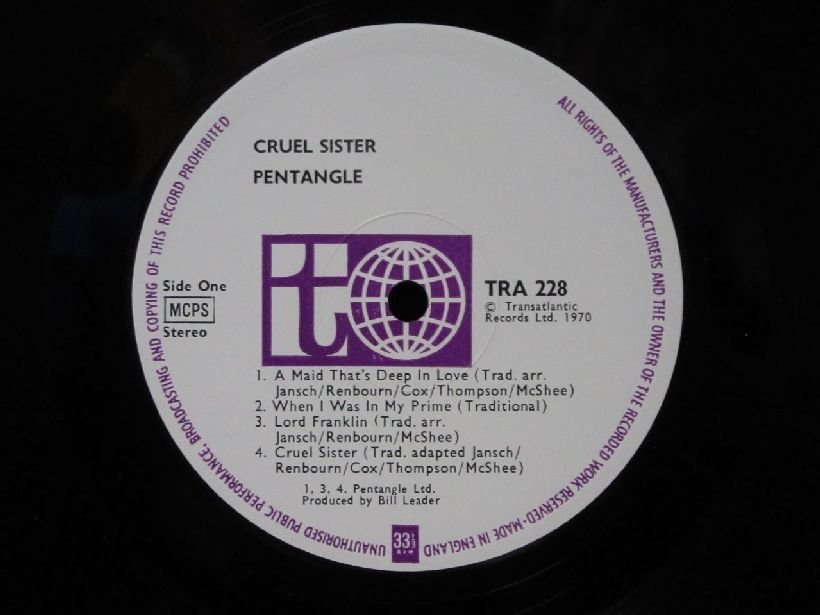 CRUEL SISTER
PENTANGLE
Side One
MCPS
Stereo
t
TRA 228
© Transatlantic
Records Ltd. 1970
1. A Maid That's Deep In Love (Trad. arr.
Jansch/Renbourn/Cox/Thompson/McShee)
2. When I Was In My Prime (Traditional)
3. Lord Franklin (Trad. arr.
Jansch/Renbourn/McShee)
4. Cruel Sister (Trad. adapted Jansch/
Renbourn/Cox/Thompson/McShee)
1, 3, 4. Pentangle Ltd.
Produced by Bill Leader
33⅓
ALL RIGHTS OF THE MANUFACTURERS AND THE OWNER OF THE RECORDED WORK RESERVED-MADE IN ENGLAND
UNAUTHORISED PUBLIC PERFORMANCE, BROADCASTING AND COPYING OF THIS RECORD PROHIBITED